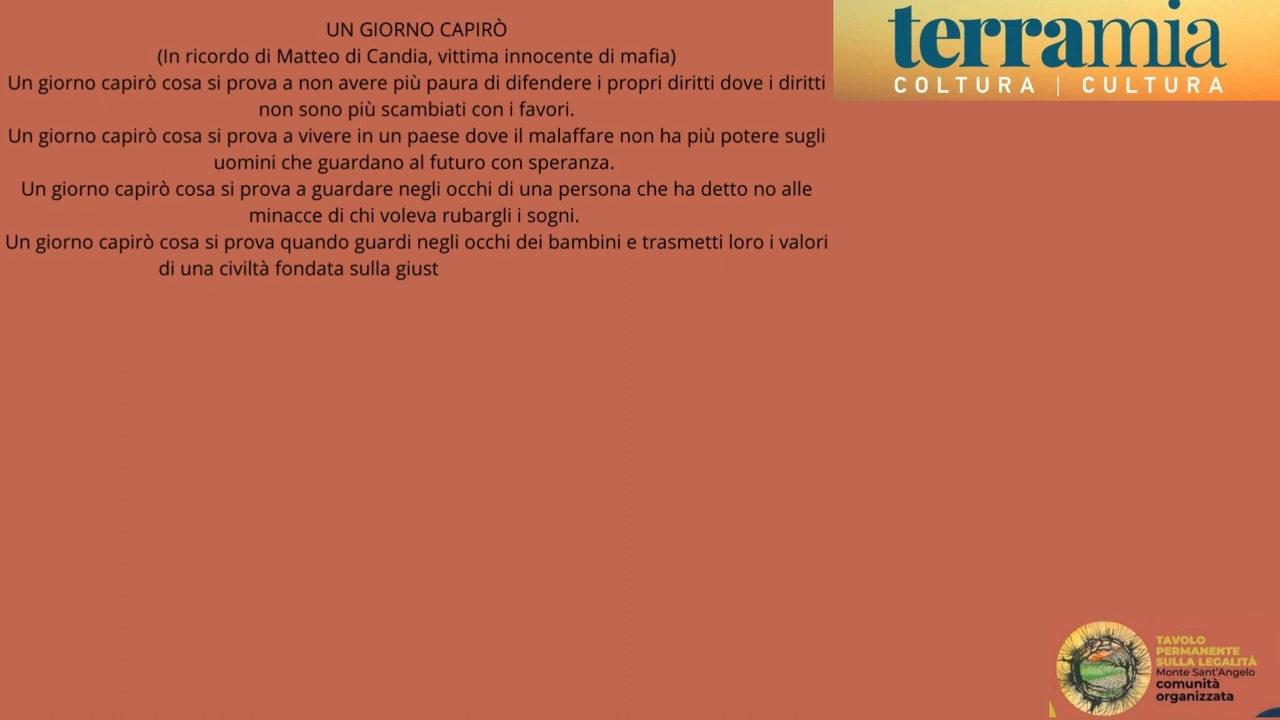 UN GIORNO CAPIRÒ
(In ricordo di Matteo di Candia, vittima innocente di mafia)
Un giorno capirò cosa si prova a non avere più paura di difendere i propri diritti dove i diritti
non sono più scambiati con i favori.
Un giorno capirò cosa si prova a vivere in un paese dove il malaffare non ha più potere sugli
uomini che guardano al futuro con speranza.
Un giorno capirò cosa si prova a guardare negli occhi di una persona che ha detto no alle
minacce di chi voleva rubargli i sogni.
Un giorno capirò cosa si prova quando guardi negli occhi dei bambini e trasmetti loro i valori
di una civiltà fondata sulla giust
terramia
COLTURA | CULTURA
TAVOLO
PERMANENTE
SULLA LEGALITÀ
Monte Sant'Angelo
comunità
organizzata